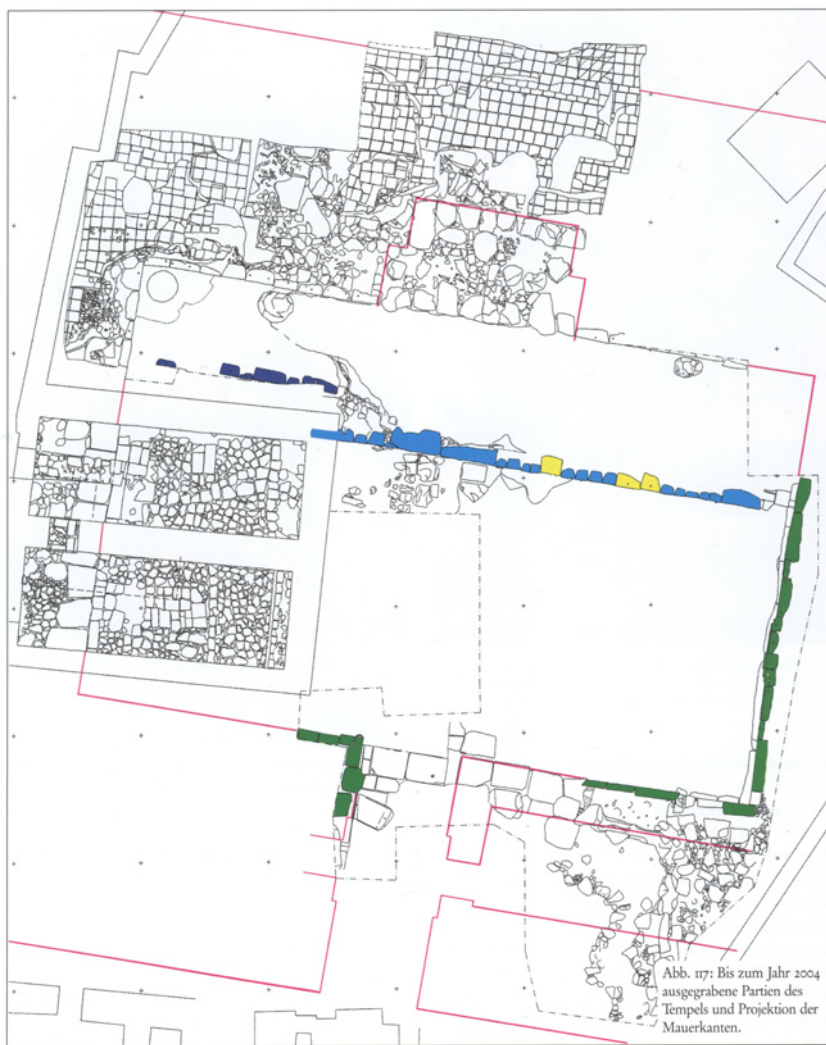 Abb. 117: Bis zum Jahr 2004
ausgegrabene Partien des
Tempels und Projektion der
Mauerkanten.